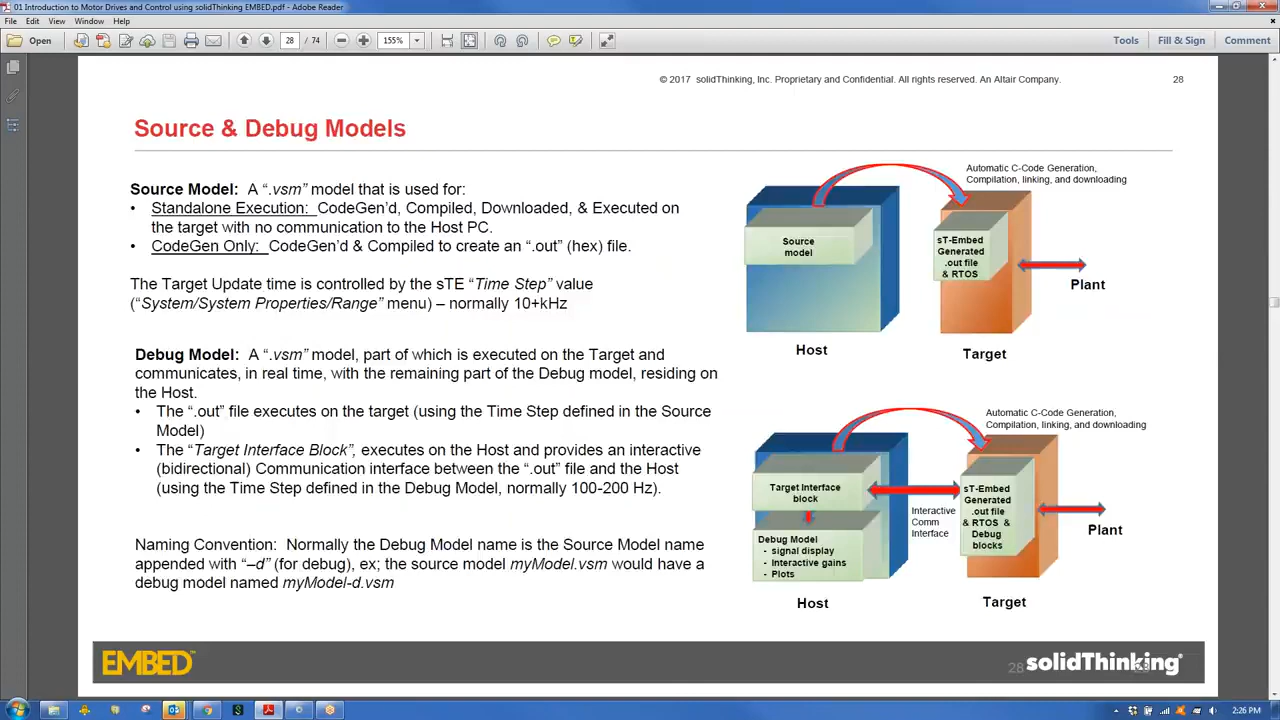 01 Introduction to Motor Drives and Control using solidThinking EMBED.pdf - Adobe Reader
File Edit View Window Help
Open 28 / 74 155% Tools Fill & Sign Comment
© 2017 solidThinking, Inc. Proprietary and Confidential. All rights reserved. An Altair Company. 28
Source & Debug Models
Source Model: A ".vsm" model that is used for:
• Standalone Execution: CodeGen'd, Compiled, Downloaded, & Executed on
the target with no communication to the Host PC.
• CodeGen Only: CodeGen'd & Compiled to create an ".out" (hex) file.
The Target Update time is controlled by the sTE "Time Step" value
("System/System Properties/Range" menu) – normally 10+kHz
Debug Model: A ".vsm" model, part of which is executed on the Target and
communicates, in real time, with the remaining part of the Debug model, residing on
the Host.
• The ".out" file executes on the target (using the Time Step defined in the Source
Model)
• The "Target Interface Block", executes on the Host and provides an interactive
(bidirectional) Communication interface between the ".out" file and the Host
(using the Time Step defined in the Debug Model, normally 100-200 Hz).
Naming Convention: Normally the Debug Model name is the Source Model name
appended with "–d" (for debug), ex; the source model myModel.vsm would have a
debug model named myModel-d.vsm
Automatic C-Code Generation,
Compilation, linking, and downloading
Source
model
sT-Embed
Generated
.out file
& RTOS
Plant
Host
Target
Automatic C-Code Generation,
Compilation, linking, and downloading
Target Interface
block
Debug Model
- signal display
- Interactive gains
- Plots
Interactive
Comm
Interface
sT-Embed
Generated
.out file
& RTOS &
Debug
blocks
Plant
Host
Target
EMBED
28 solidThinking® 28
2:26 PM